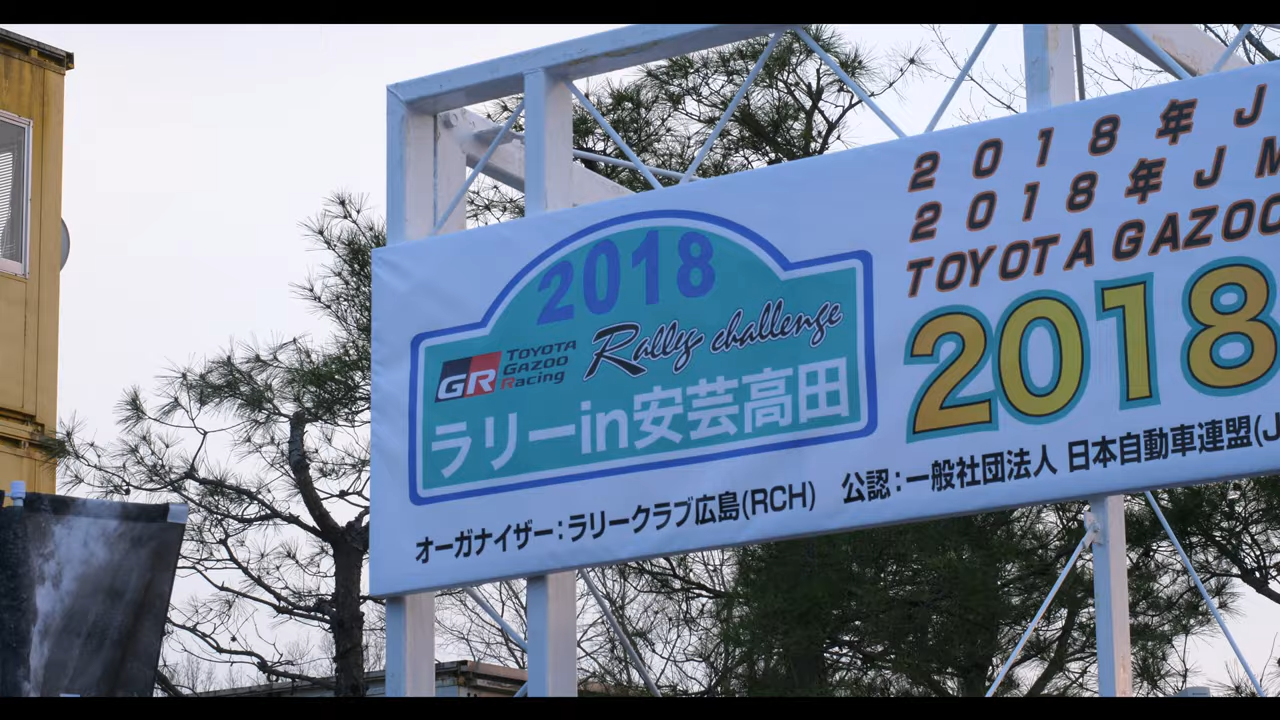 2018
GR TOYOTA GAZOO Racing
Rally challenge
ラリーin安芸高田
オーガナイザー:ラリークラブ広島(RCH) 公認:一般社団法人 日本自動車連盟(J
2018年J
2018年JM
TOYOTA GAZOO
2018